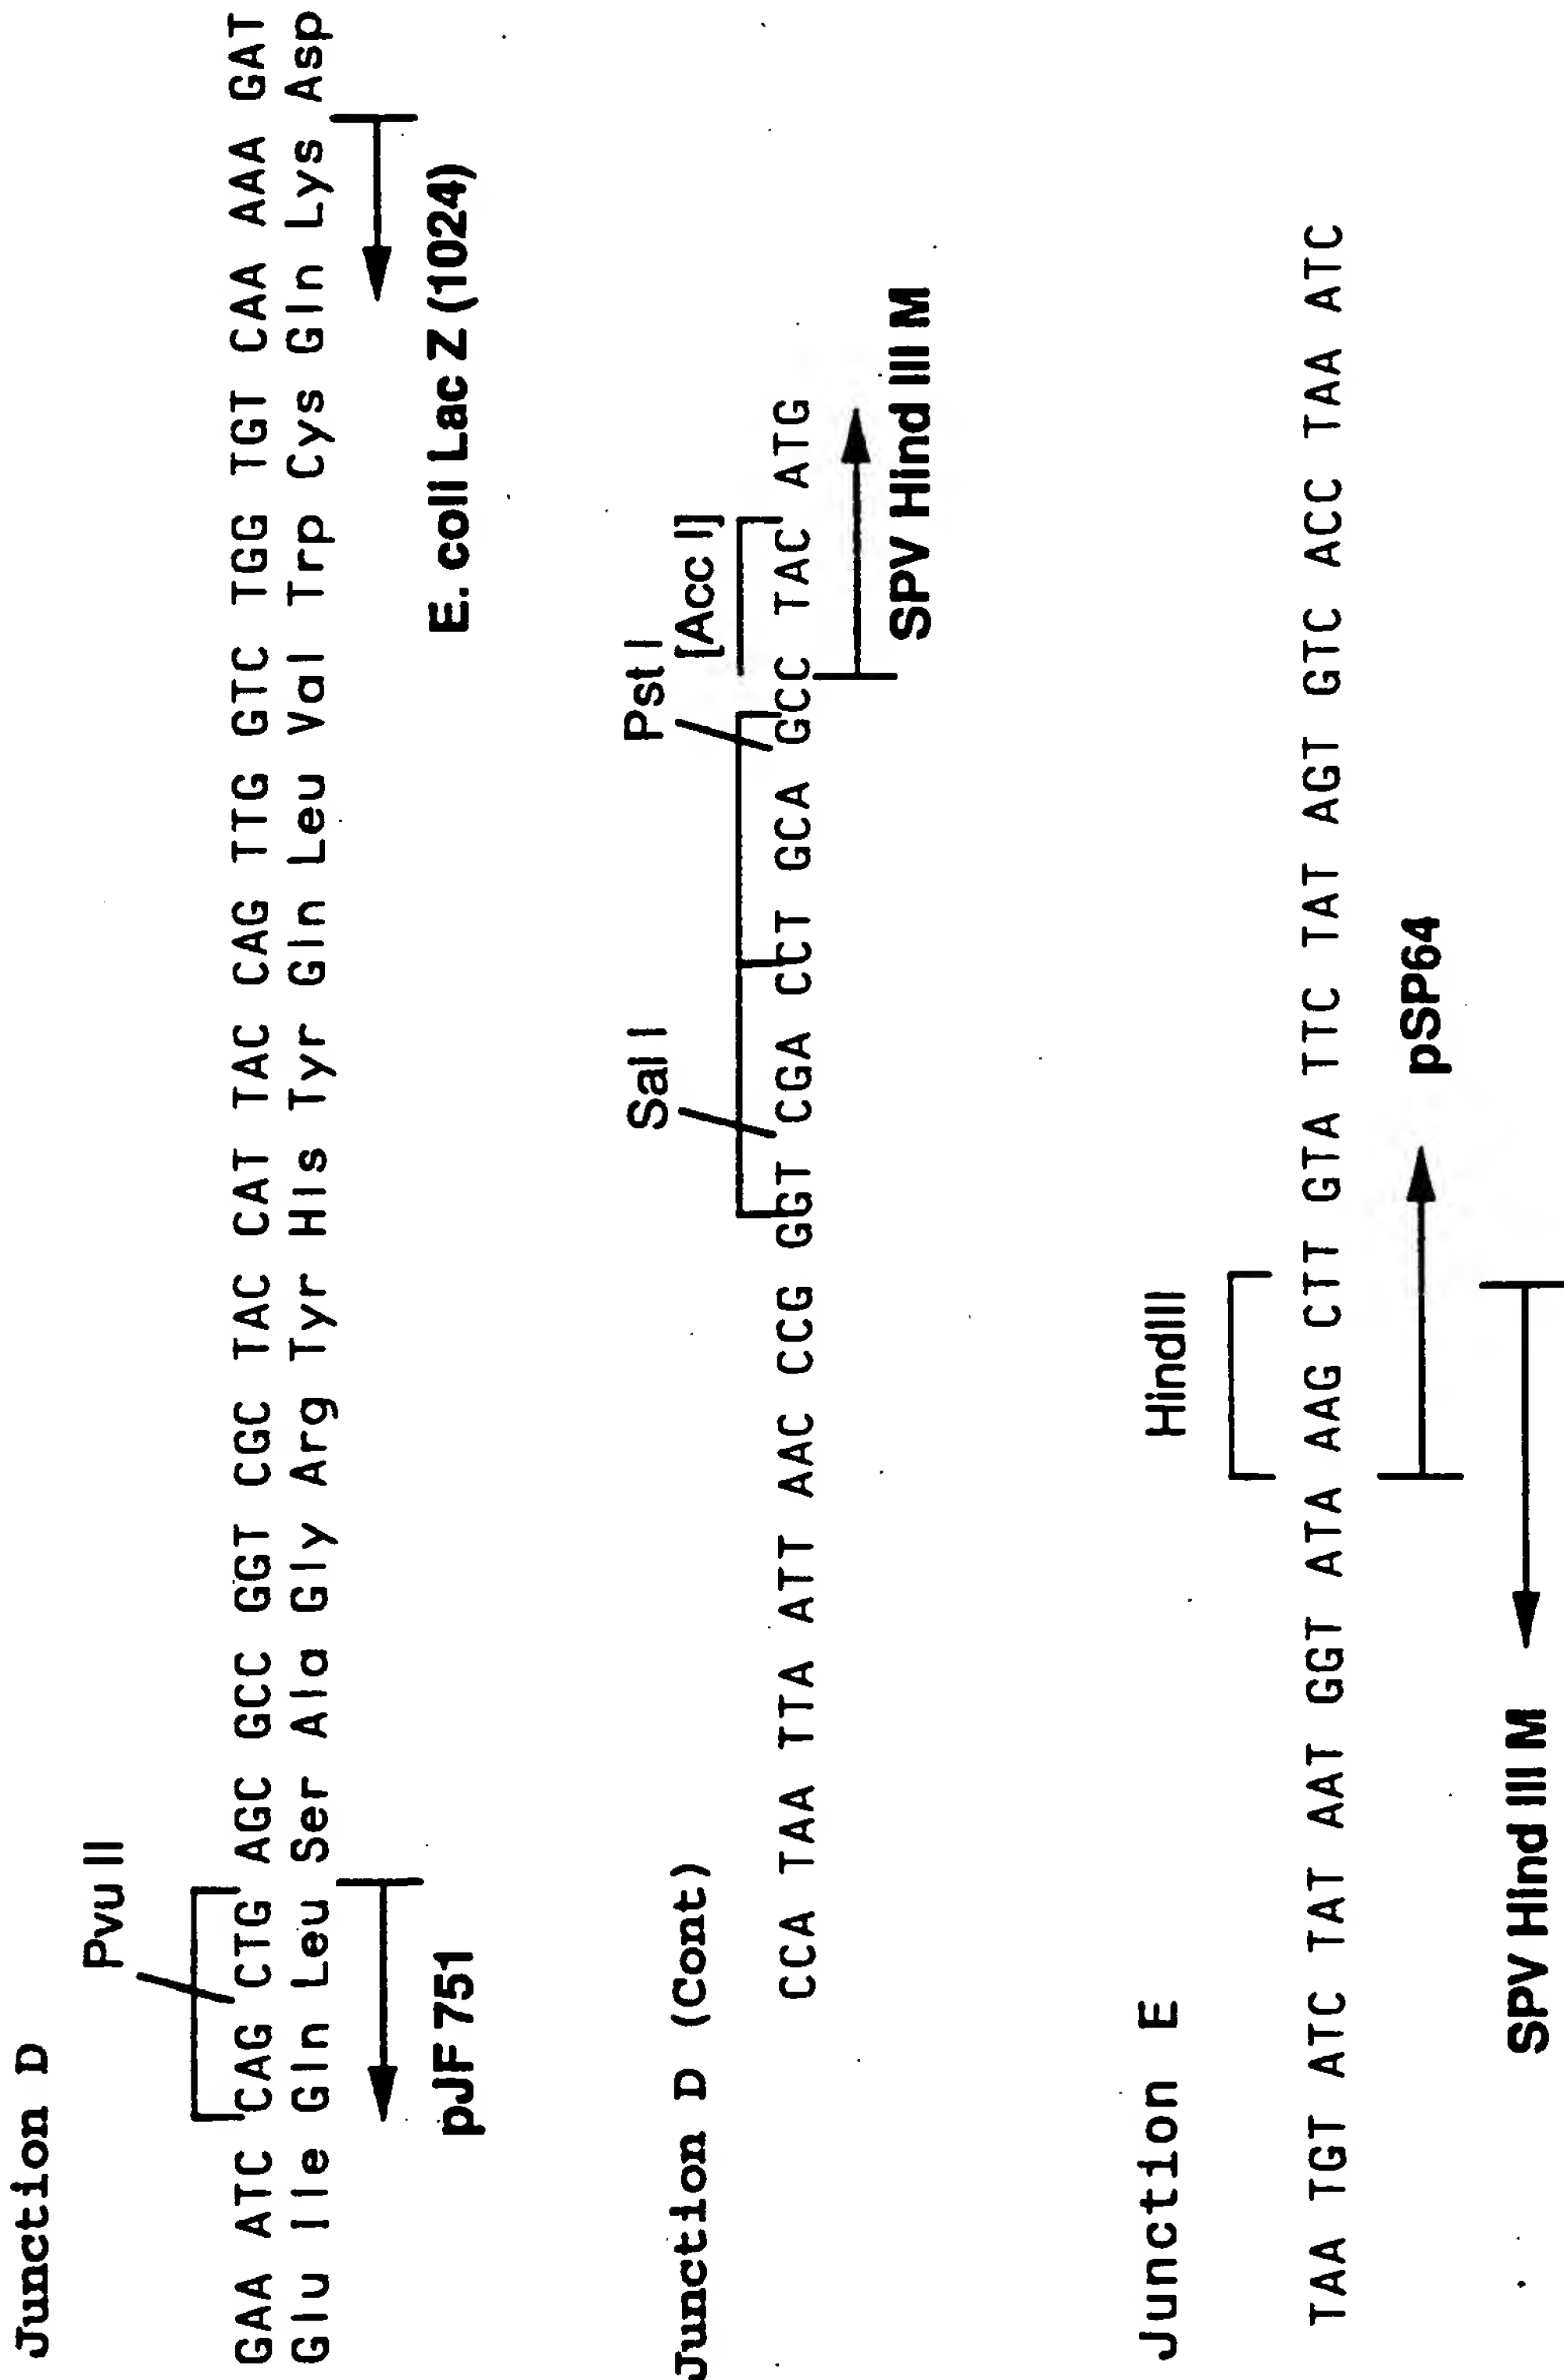 Junction D
Pvu II
GAA ATC CAG CTG AGC GCC GGT CGC TAC CAT TAC CAG TTG GTC TGG TGT CAA AAA GAT
Glu Ile Gln Leu Ser Ala Gly Arg Tyr His Tyr Gln Leu Val Trp Cys Gln Lys Asp
pJF 751
E. coli Lac Z (1024)
Junction D (Cont)
Sal I
Pst I
[Acc I]
CCA TAA TTA ATT AAC CCG GGT CGA CCT GCA GCC TAC ATG
SPV Hind III M
Junction E
HindIII
TAA TGT ATC TAT AAT GGT ATA AAG CTT GTA TTC TAT AGT GTC ACC TAA ATC
pSP64
SPV Hind III M